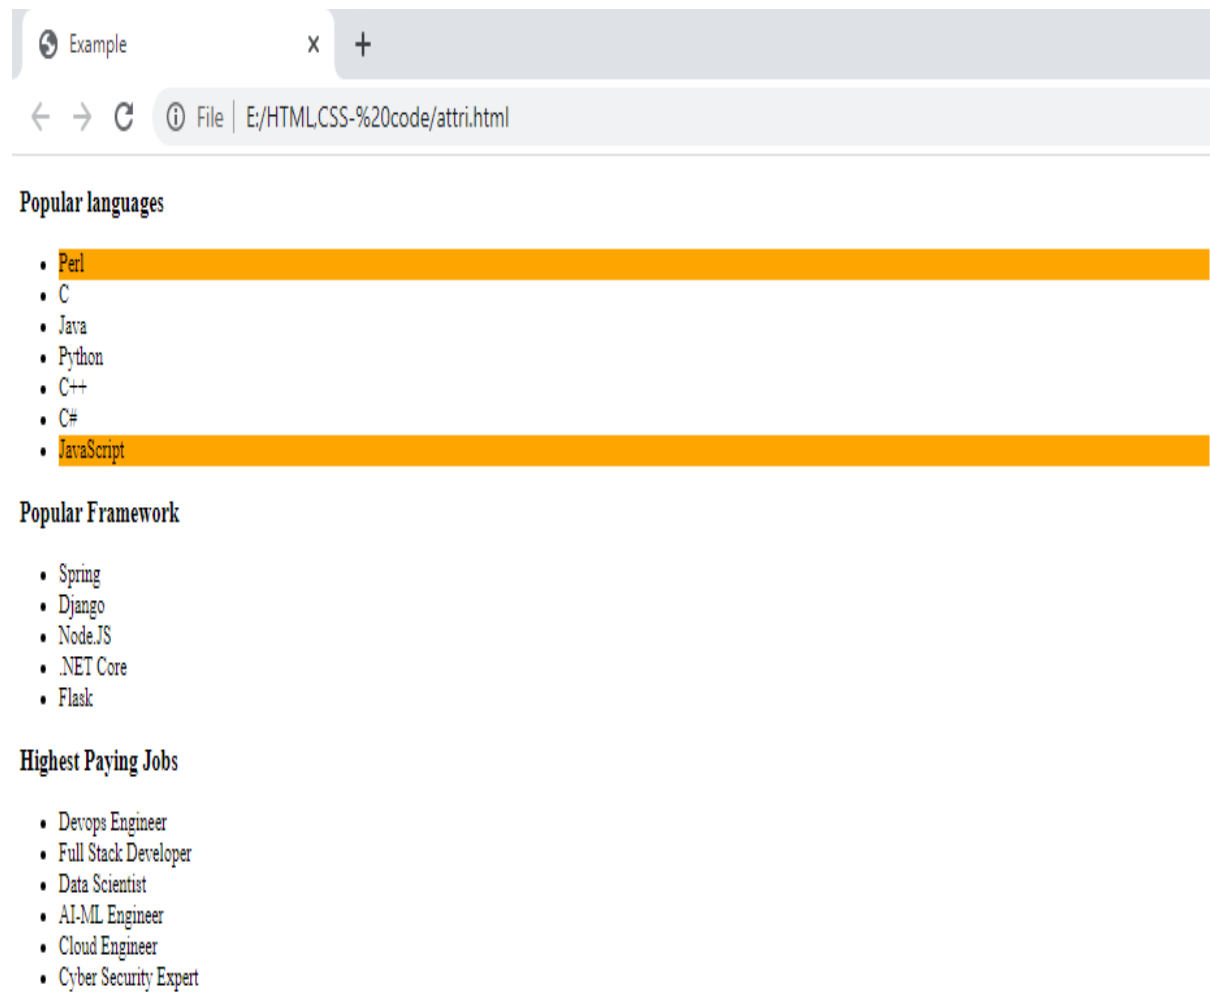 Example
File E:/HTML,CSS-%20code/attri.html
Popular languages
Perl
C
Java
Python
C++
C#
JavaScript
Popular Framework
Spring
Django
Node.JS
.NET Core
Flask
Highest Paying Jobs
Devops Engineer
Full Stack Developer
Data Scientist
AI-ML Engineer
Cloud Engineer
Cyber Security Expert